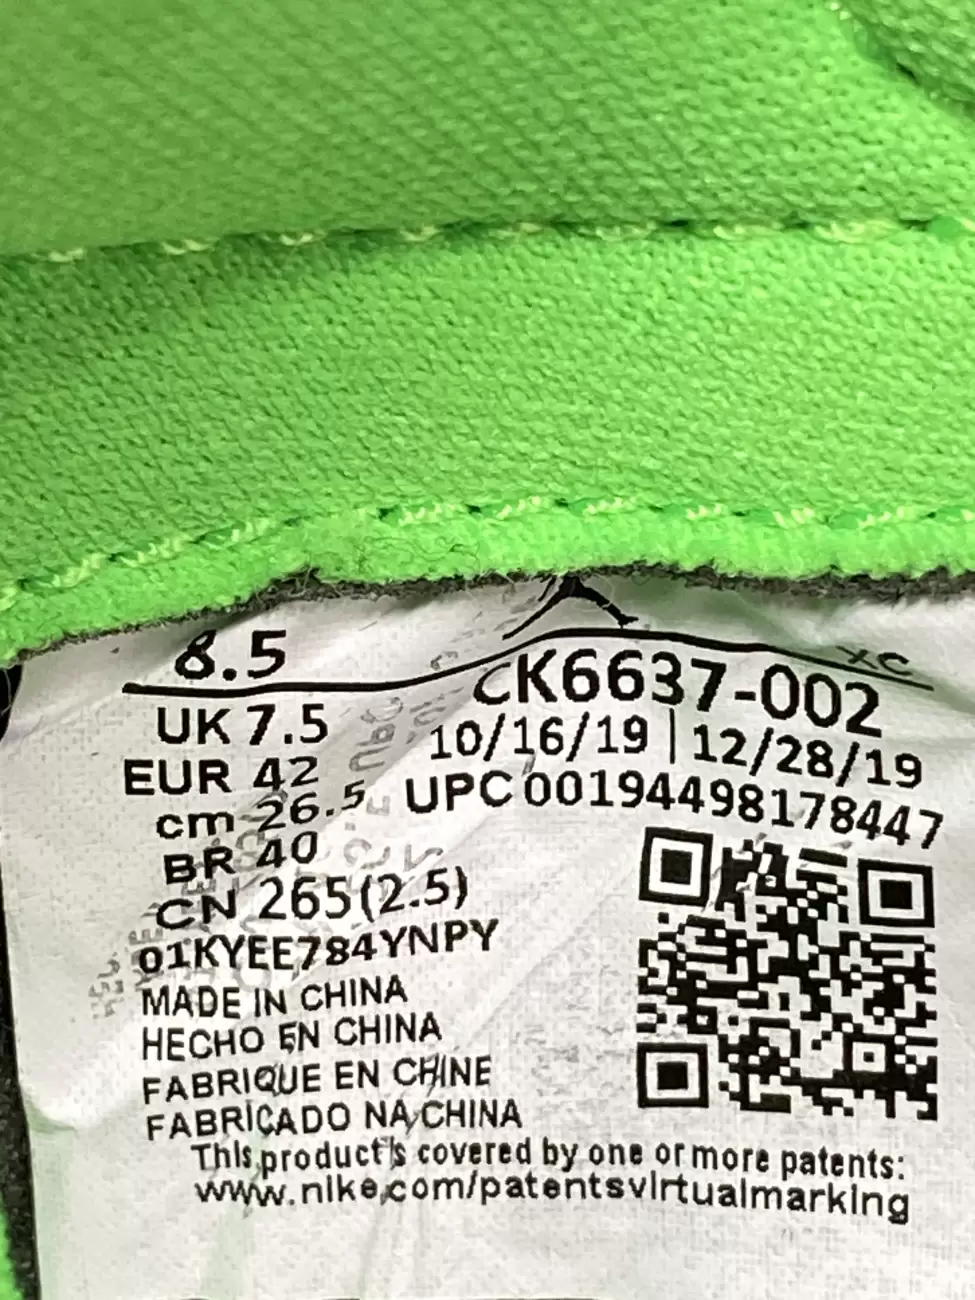 8.5
XC
CK6637-002
UK 7.5
10/16/19 | 12/28/19
EUR 42
UPC 00194498178447
cm 26.5
BR 40
CN 265(2.5)
01KYEE784YNPY
MADE IN CHINA
HECHO EN CHINA
FABRIQUE EN CHINE
FABRICADO NA CHINA
This product is covered by one or more patents:
www.nike.com/patentsvirtualmarking